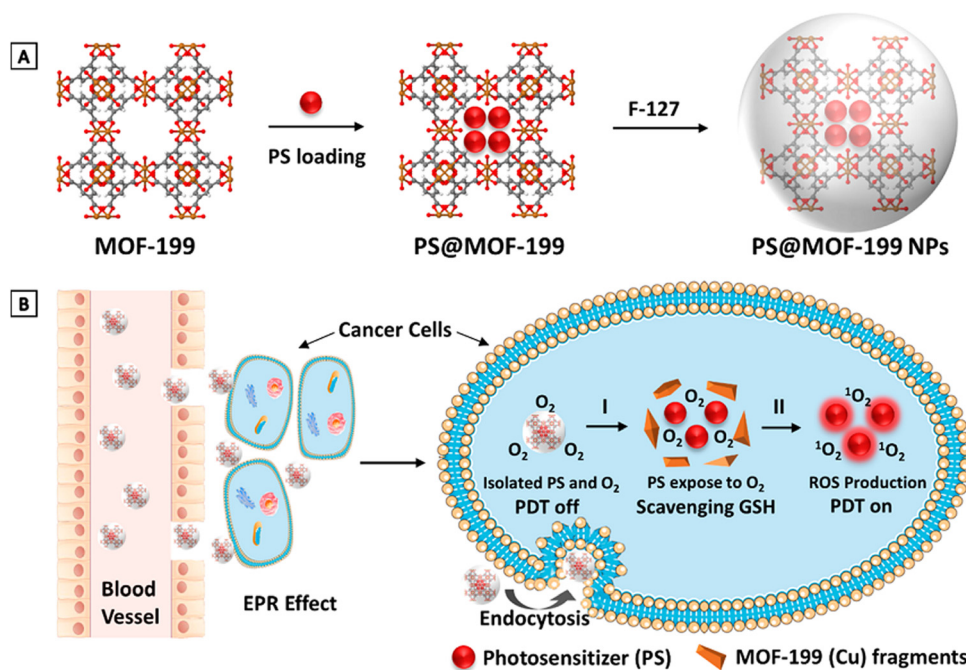 A
PS loading
F-127
MOF-199
PS@MOF-199
PS@MOF-199 NPs
B
Cancer Cells
Blood
Vessel
EPR Effect
O2
O2
O2
I
O2
O2
O2
II
1O2
1O2
1O2
Isolated PS and O2
PDT off
PS expose to O2
Scavenging GSH
ROS Production
PDT on
Endocytosis
Photosensitizer (PS)
MOF-199 (Cu) fragments